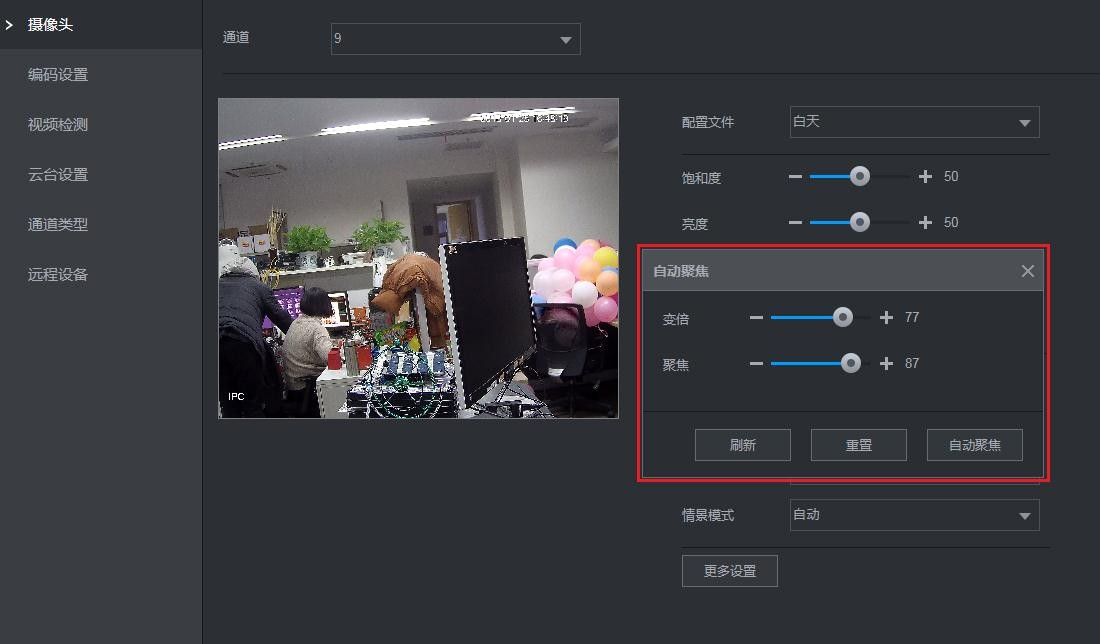 摄像头
编码设置
视频检测
云台设置
通道类型
远程设备
通道 9
IPC
配置文件 白天
饱和度 50
亮度 50
自动聚焦
变倍 77
聚焦 87
刷新 重置 自动聚焦
情景模式 自动
更多设置